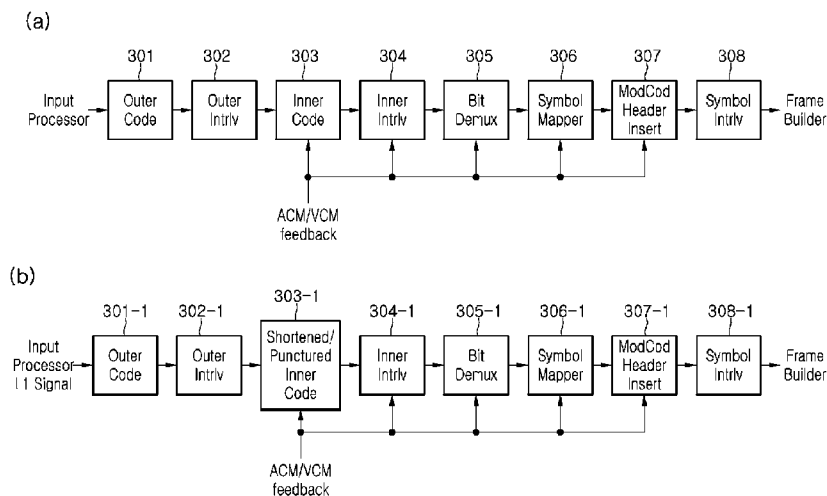 (a)
301 302 303 304 305 306 307 308
Input Processor
Outer Code
Outer Intrlv
Inner Code
Inner Intrlv
Bit Demux
Symbol Mapper
ModCod Header Insert
Symbol Intrlv
Frame Builder
ACM/VCM
feedback
(b)
301-1 302-1 303-1 304-1 305-1 306-1 307-1 308-1
Input Processor L1 Signal
Outer Code
Outer Intrlv
Shortened/ Punctured Inner Code
Inner Intrlv
Bit Demux
Symbol Mapper
ModCod Header Insert
Symbol Intrlv
Frame Builder
ACM/VCM
feedback